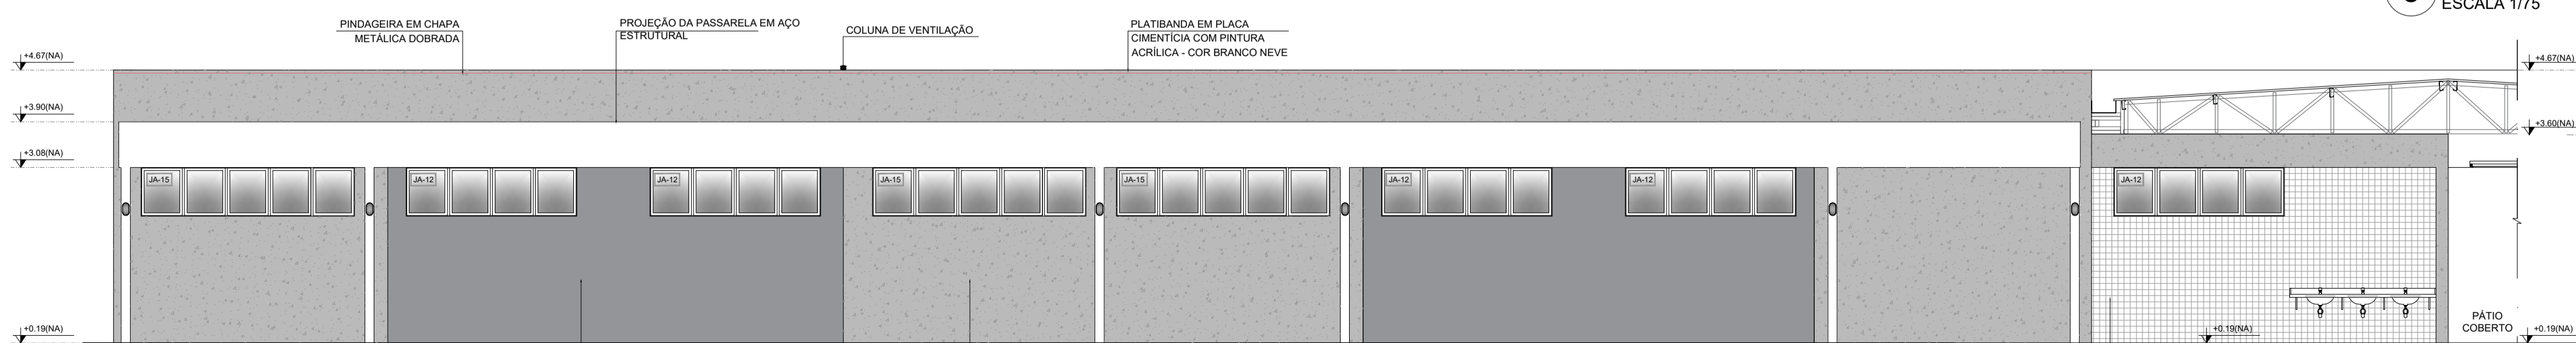 ESCALA 1/75
PINDAGEIRA EM CHAPA
METÁLICA DOBRADA
PROJEÇÃO DA PASSARELA EM AÇO
ESTRUTURAL
COLUNA DE VENTILAÇÃO
PLATIBANDA EM PLACA
CIMENTÍCIA COM PINTURA
ACRÍLICA - COR BRANCO NEVE
+4.67(NA)
+4.67(NA)
+3.90(NA)
+3.60(NA)
+3.08(NA)
JA-15
JA-12
JA-12
JA-15
JA-15
JA-12
JA-12
JA-12
PÁTIO
COBERTO
+0.19(NA)
+0.19(NA)
+0.19(NA)